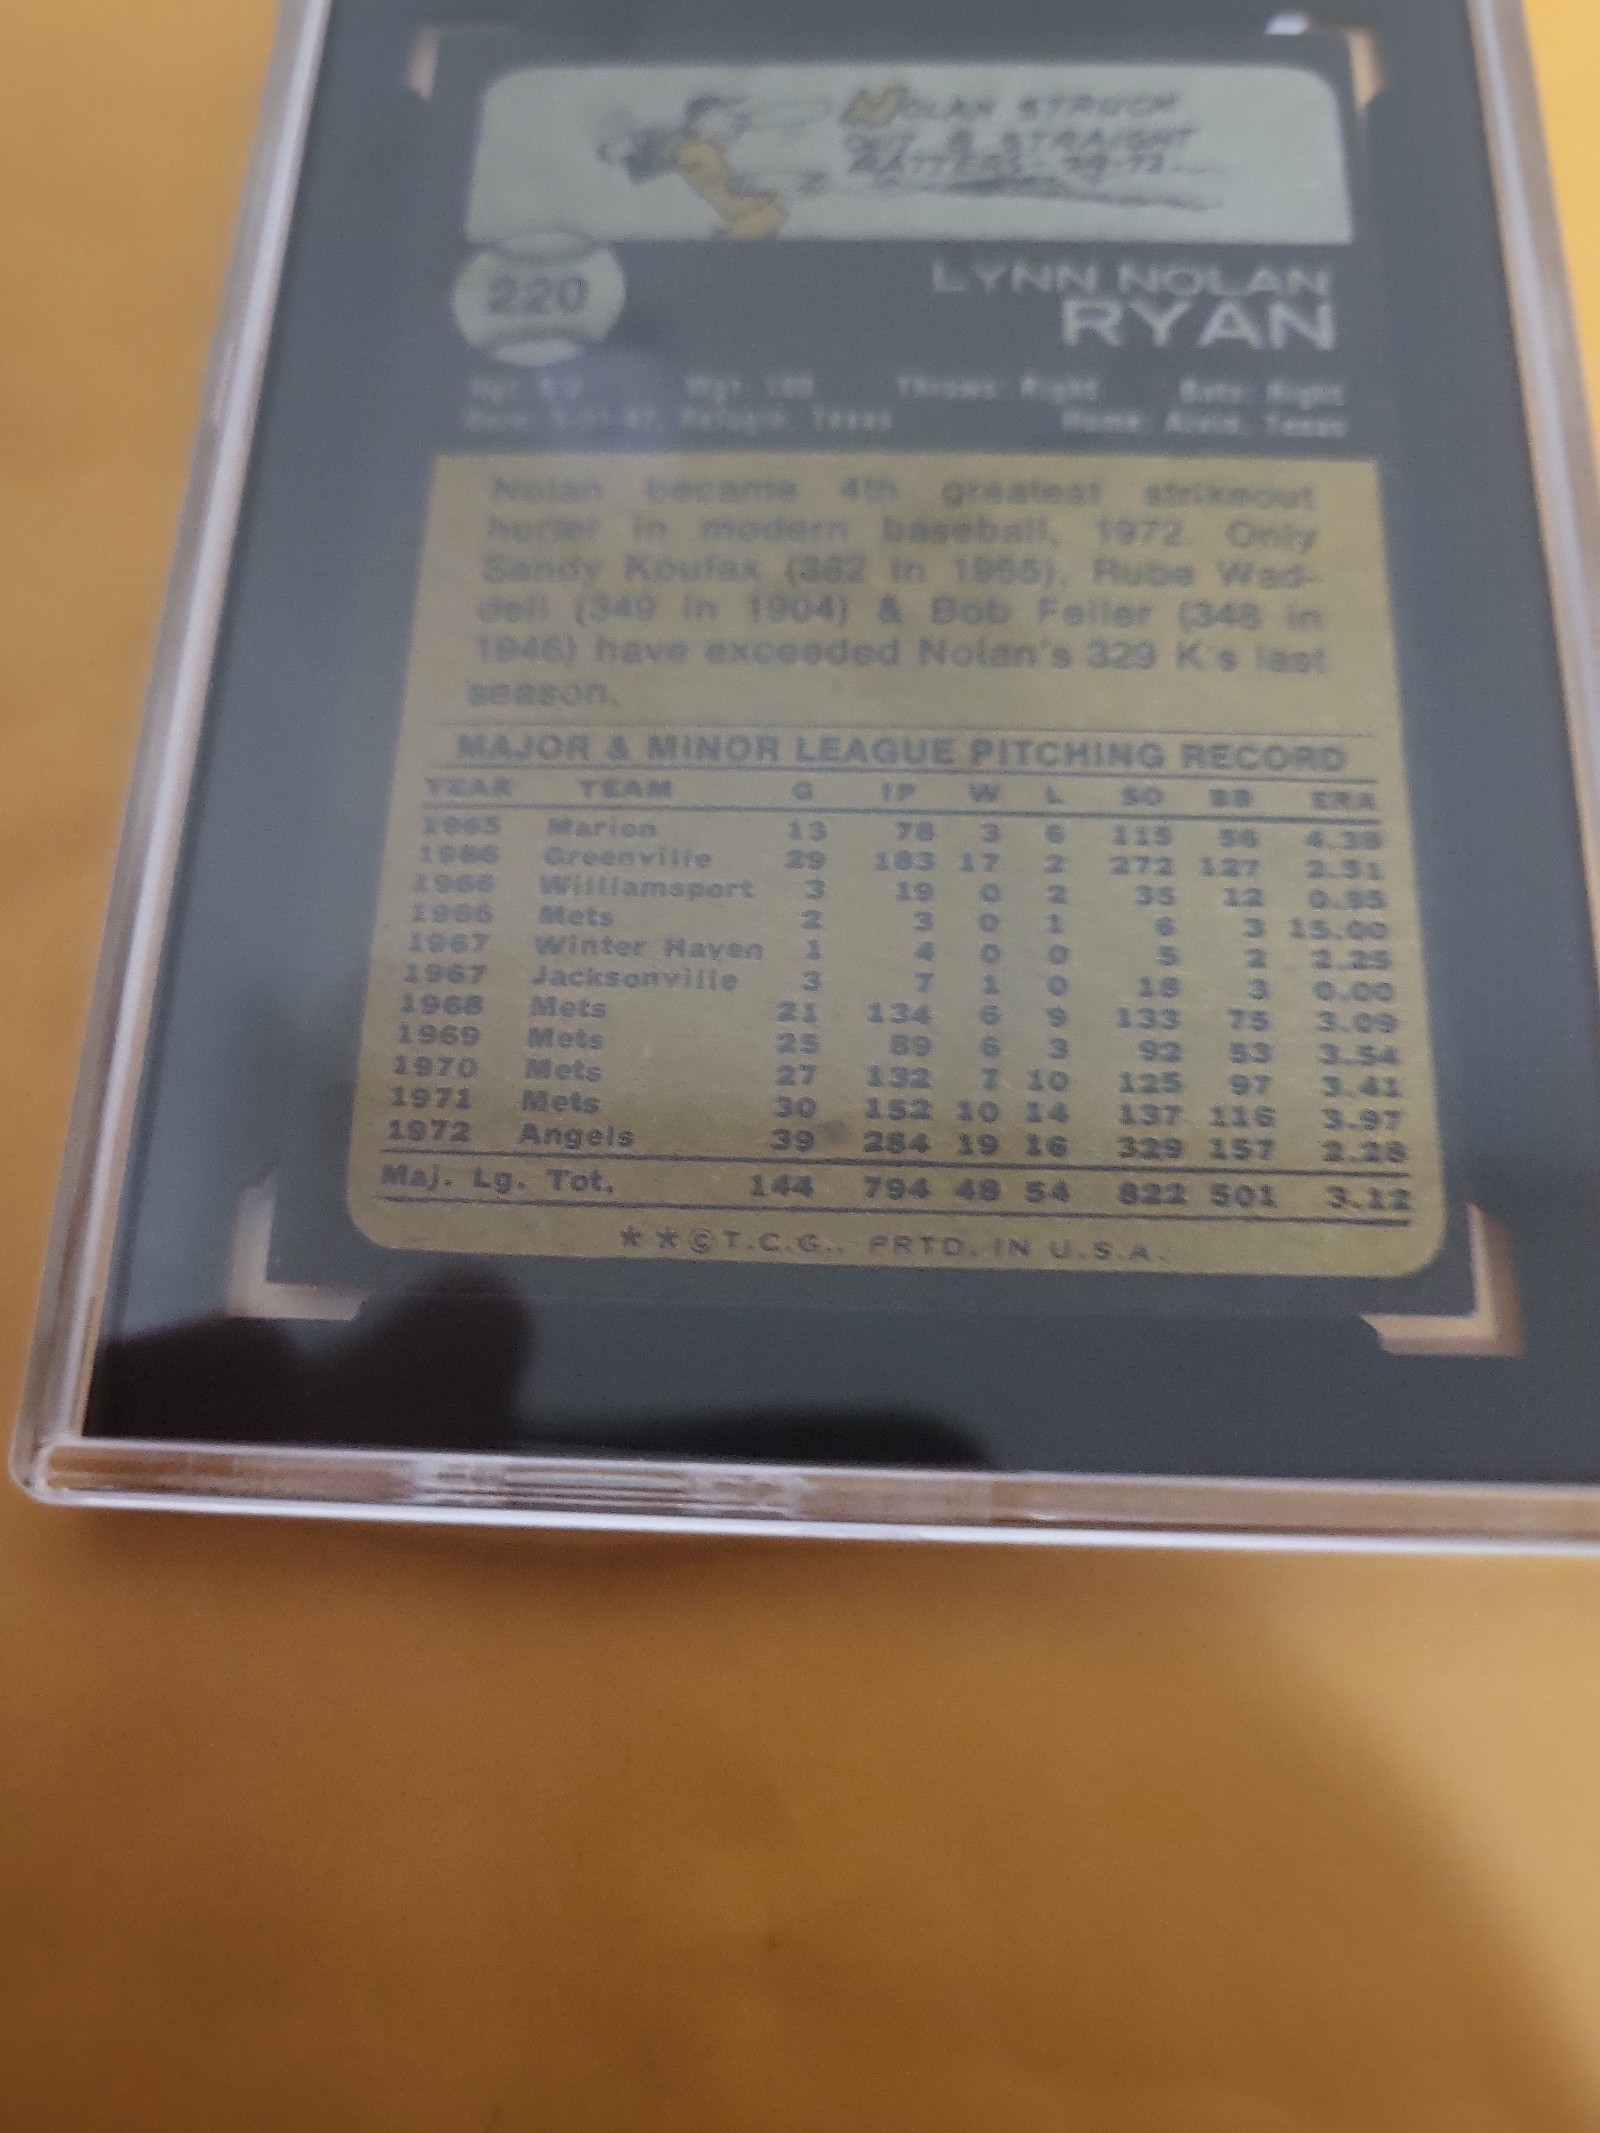 NOLAN STRUCK
OUT 8 STRAIGHT
BATTERS
220
LYNN NOLAN
RYAN
Throws: Right Bats: Right
Refugio, Texas Home: Alvin, Texas
Nolan became 4th greatest strikeout
hurler in modern baseball, 1972. Only
Sandy Koufax (382 in 1965), Rube Wad-
dell (349 in 1904) & Bob Feller (348 in
1946) have exceeded Nolan's 329 K's last
season.
MAJOR & MINOR LEAGUE PITCHING RECORD
YEAR TEAM G IP W L SO BB ERA
1965 Marion 13 78 3 6 115 56 4.38
1966 Greenville 29 183 17 2 272 127 2.51
1966 Williamsport 3 19 0 2 35 12 0.95
1966 Mets 2 3 0 1 6 3 15.00
1967 Winter Haven 1 4 0 0 5 2 2.25
1967 Jacksonville 3 7 1 0 18 3 0.00
1968 Mets 21 134 6 9 133 75 3.09
1969 Mets 25 89 6 3 92 53 3.54
1970 Mets 27 132 7 10 125 97 3.41
1971 Mets 30 152 10 14 137 116 3.97
1972 Angels 39 284 19 16 329 157 2.28
Maj. Lg. Tot. 144 794 48 54 822 501 3.12
**© T.C.G., PRTD. IN U.S.A.